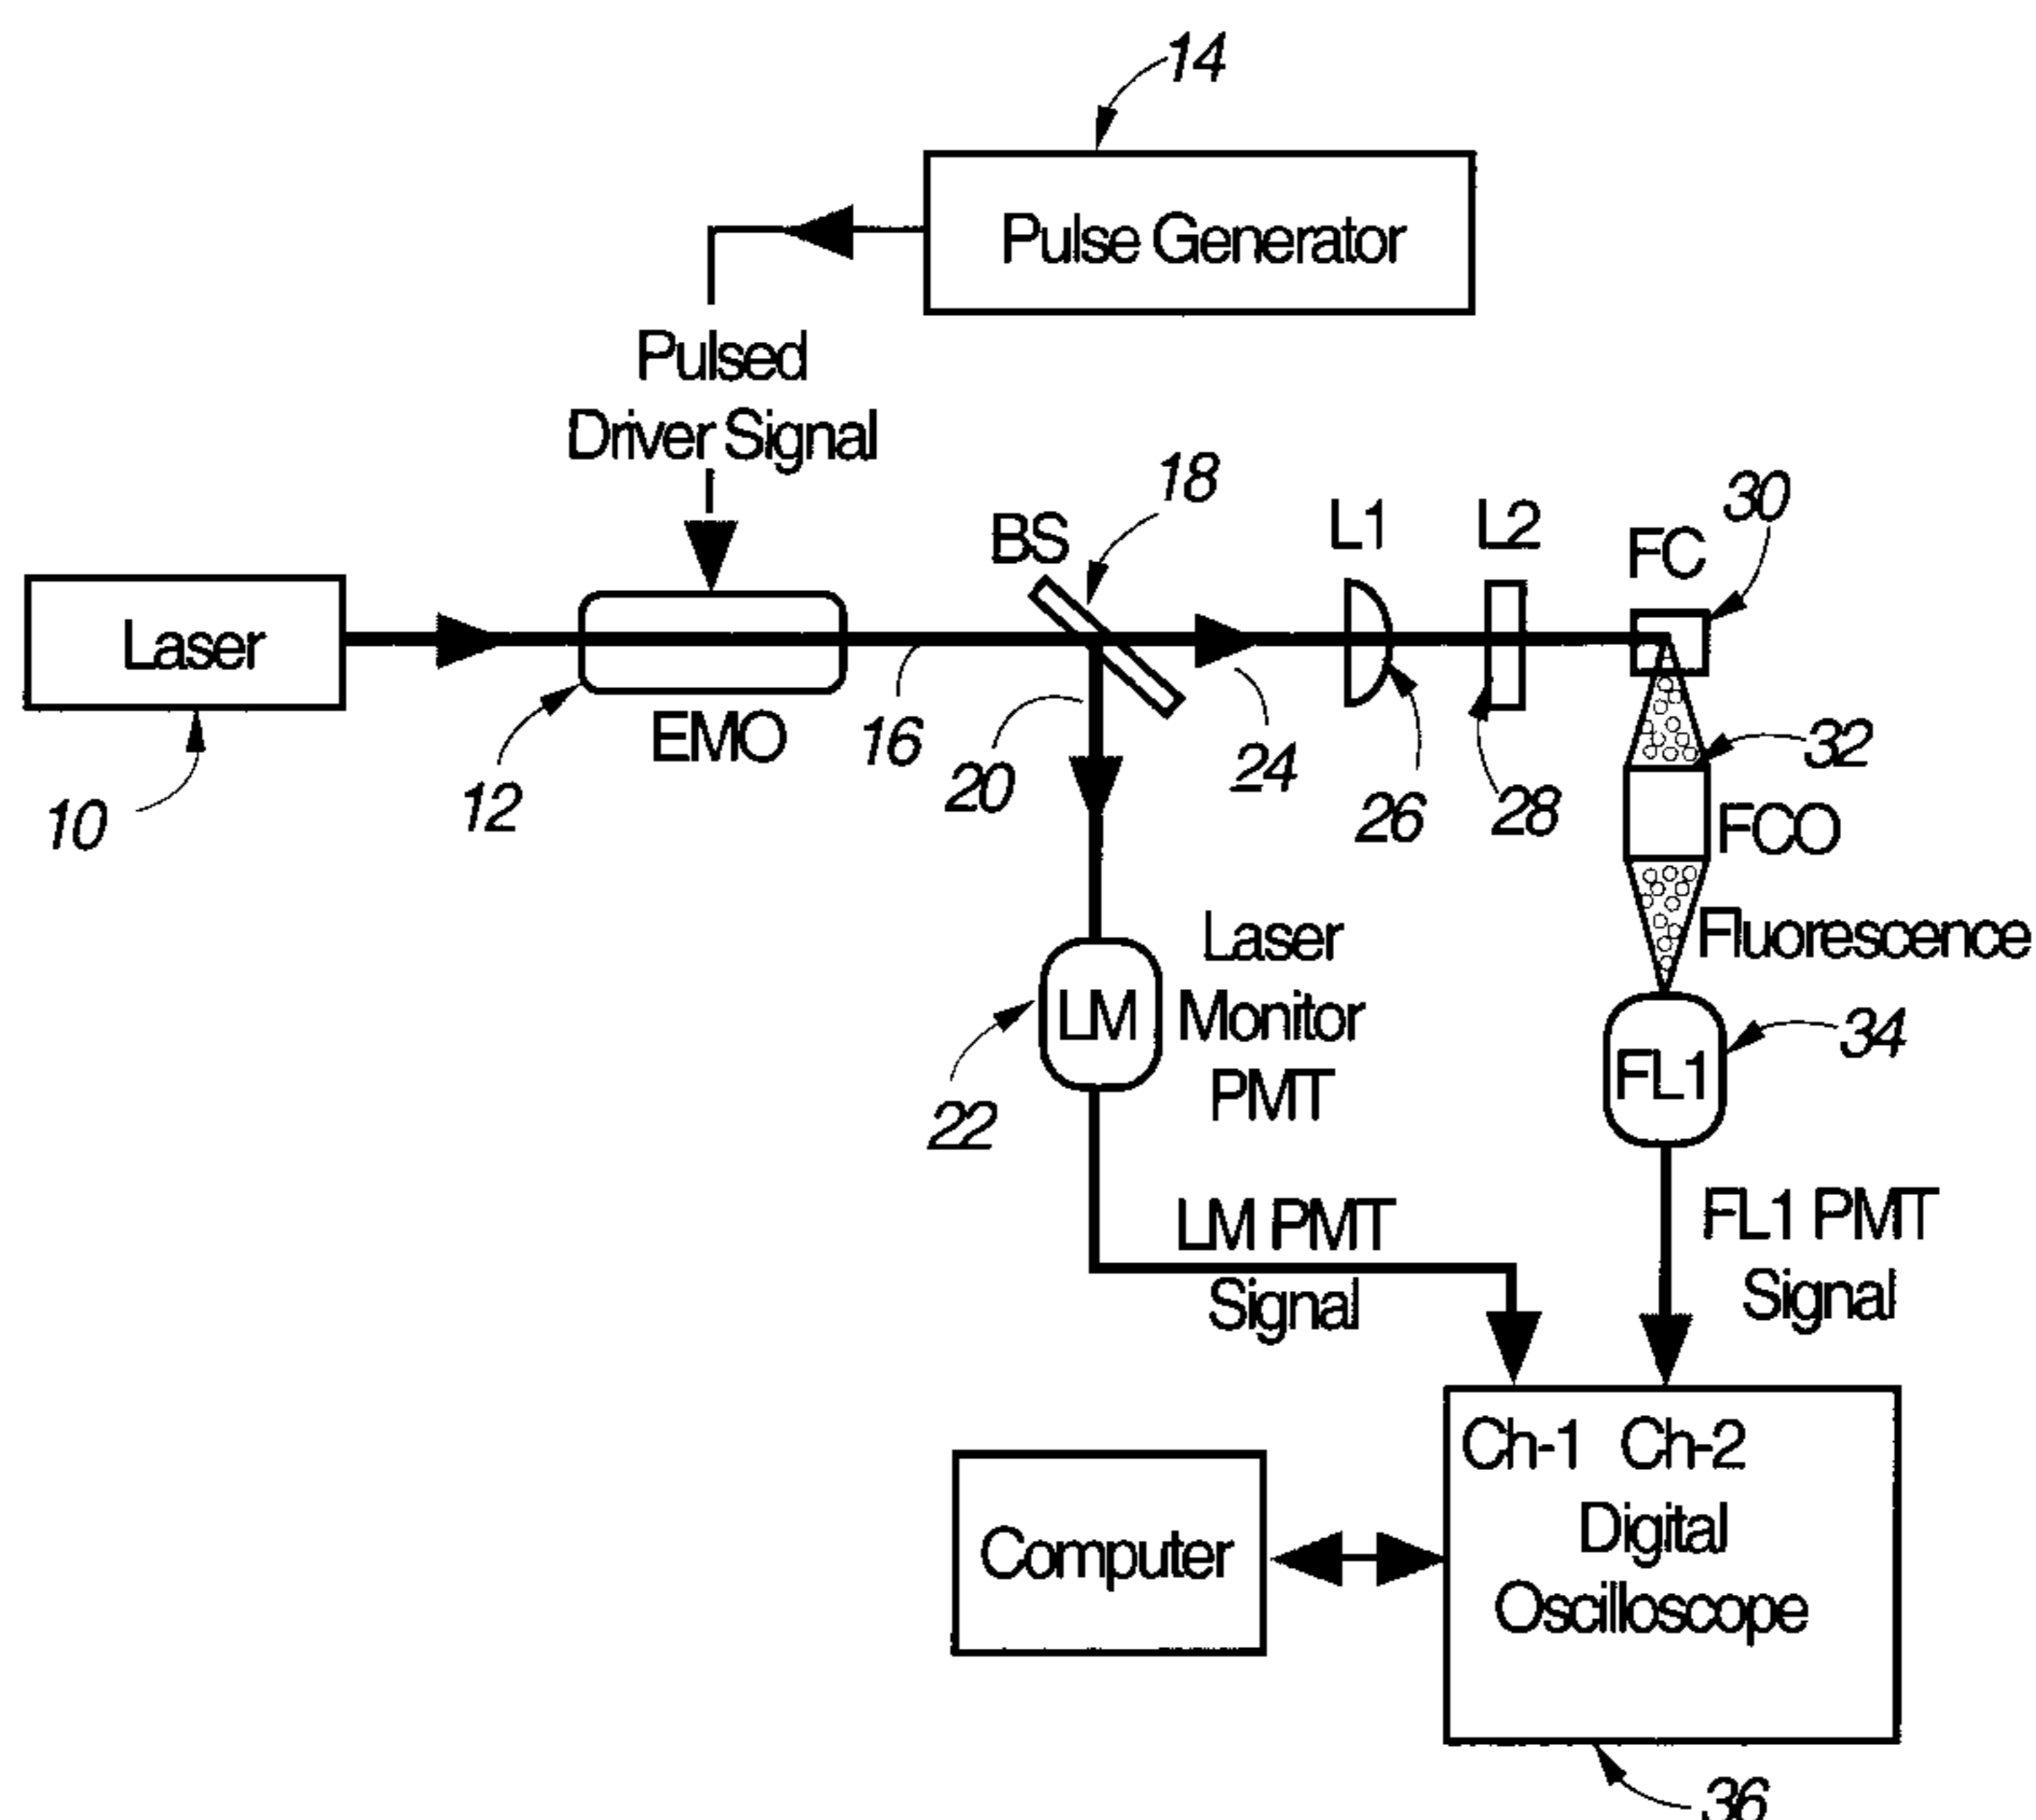 14
Pulse Generator
Pulsed
Driver Signal
18
BS
L1
L2
FC
30
Laser
EMO
16
20
24
26
28
32
10
12
FCO
Fluorescence
Laser
Monitor
PMT
LM
22
FL1
34
LM PMT
Signal
FL1 PMT
Signal
Ch-1 Ch-2
Digital
Oscilloscope
Computer
36